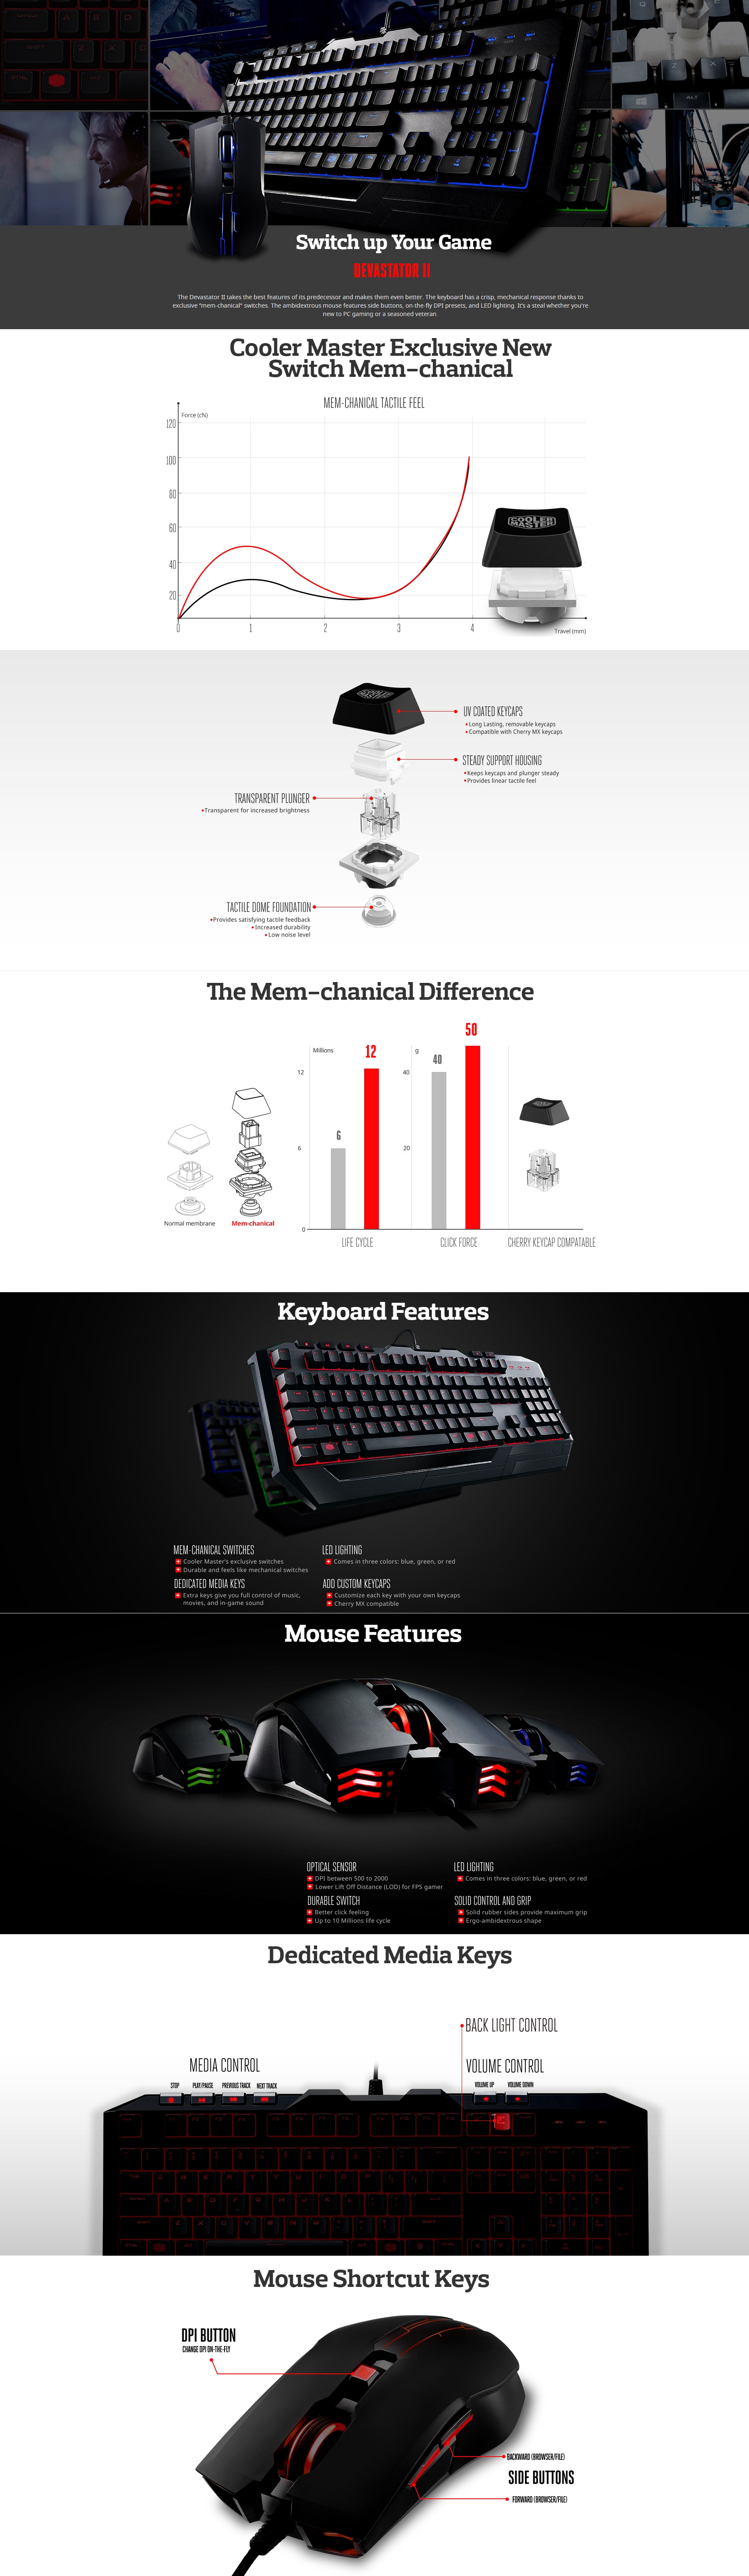 Switch up Your Game
DEVASTATOR II
The Devastator II takes the best features of its predecessor and makes them even better. The keyboard has a crisp, mechanical response thanks to
exclusive "mem-chanical" switches. The ambidextrous mouse features side buttons, on-the-fly DPI presets, and LED lighting. It's a steal whether you're
new to PC gaming or a seasoned veteran.
Cooler Master Exclusive New
Switch Mem-chanical
MEM-CHANICAL TACTILE FEEL
Force (cN)
120
100
80
60
40
20
0 1 2 3 4
Travel (mm)
COOLER
MASTER
UV COATED KEYCAPS
Long Lasting, removable keycaps
Compatible with Cherry MX keycaps
STEADY SUPPORT HOUSING
Keeps keycaps and plunger steady
Provides linear tactile feel
TRANSPARENT PLUNGER
Transparent for increased brightness
TACTILE DOME FOUNDATION
Provides satisfying tactile feedback
Increased durability
Low noise level
The Mem-chanical Difference
Millions
12
6
0
6
12
g
40
20
40
50
Normal membrane
Mem-chanical
LIFE CYCLE
CLICK FORCE
CHERRY KEYCAP COMPATABLE
Keyboard Features
MEM-CHANICAL SWITCHES
Cooler Master's exclusive switches
Durable and feels like mechanical switches
LED LIGHTING
Comes in three colors: blue, green, or red
DEDICATED MEDIA KEYS
Extra keys give you full control of music,
movies, and in-game sound
ADD CUSTOM KEYCAPS
Customize each key with your own keycaps
Cherry MX compatible
Mouse Features
OPTICAL SENSOR
DPI between 500 to 2000
Lower Lift Off Distance (LOD) for FPS gamer
LED LIGHTING
Comes in three colors: blue, green, or red
DURABLE SWITCH
Better click feeling
Up to 10 Millions life cycle
SOLID CONTROL AND GRIP
Solid rubber sides provide maximum grip
Ergo-ambidextrous shape
Dedicated Media Keys
BACK LIGHT CONTROL
MEDIA CONTROL
STOP PLAY/PAUSE PREVIOUS TRACK NEXT TRACK
VOLUME CONTROL
VOLUME UP VOLUME DOWN
Mouse Shortcut Keys
DPI BUTTON
CHANGE DPI ON-THE-FLY
BACKWARD (BROWSER/FILE)
SIDE BUTTONS
FORWARD (BROWSER/FILE)